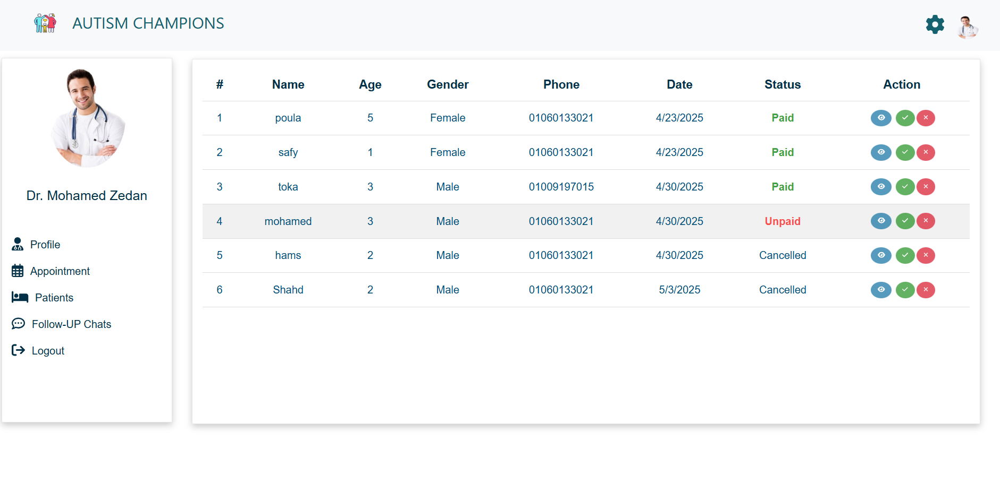 AUTISM CHAMPIONS
Dr. Mohamed Zedan
Profile
Appointment
Patients
Follow-UP Chats
Logout
# Name Age Gender Phone Date Status Action
1 poula 5 Female 01060133021 4/23/2025 Paid
2 safy 1 Female 01060133021 4/23/2025 Paid
3 toka 3 Male 01009197015 4/30/2025 Paid
4 mohamed 3 Male 01060133021 4/30/2025 Unpaid
5 hams 2 Male 01060133021 4/30/2025 Cancelled
6 Shahd 2 Male 01060133021 5/3/2025 Cancelled